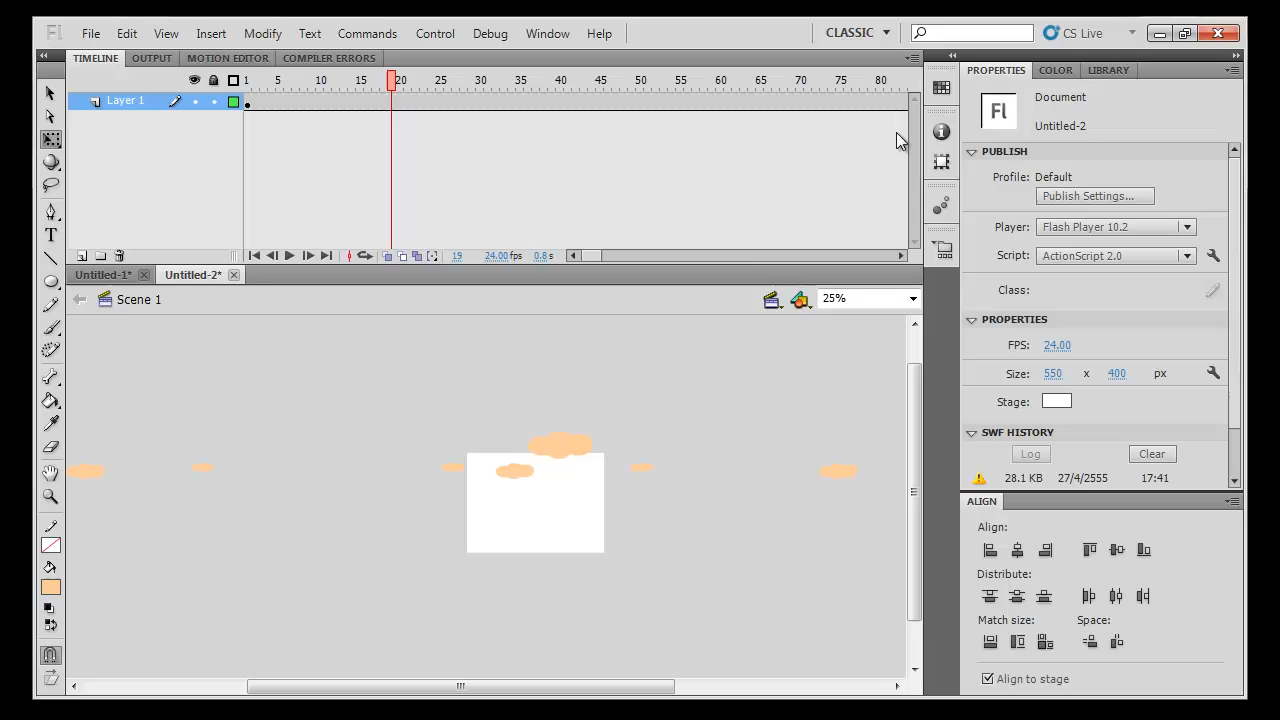 Fl File Edit View Insert Modify Text Commands Control Debug Window Help CLASSIC CS Live
TIMELINE OUTPUT MOTION EDITOR COMPILER ERRORS
1 5 10 15 20 25 30 35 40 45 50 55 60 65 70 75 80
Layer 1
19 24.00 fps 0.8 s
Untitled-1* Untitled-2*
Scene 1 25%
PROPERTIES COLOR LIBRARY
Fl
Document
Untitled-2
PUBLISH
Profile: Default
Publish Settings...
Player: Flash Player 10.2
Script: ActionScript 2.0
Class:
PROPERTIES
FPS: 24.00
Size: 550 x 400 px
Stage:
SWF HISTORY
Log Clear
28.1 KB 27/4/2555 17:41
ALIGN
Align:
Distribute:
Match size: Space:
Align to stage